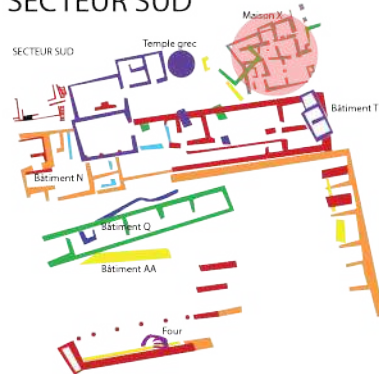 SECTEUR SUD
Maison X
Temple grec
SECTEUR SUD
Bâtiment T
Bâtiment N
Bâtiment Q
Bâtiment AA
Four